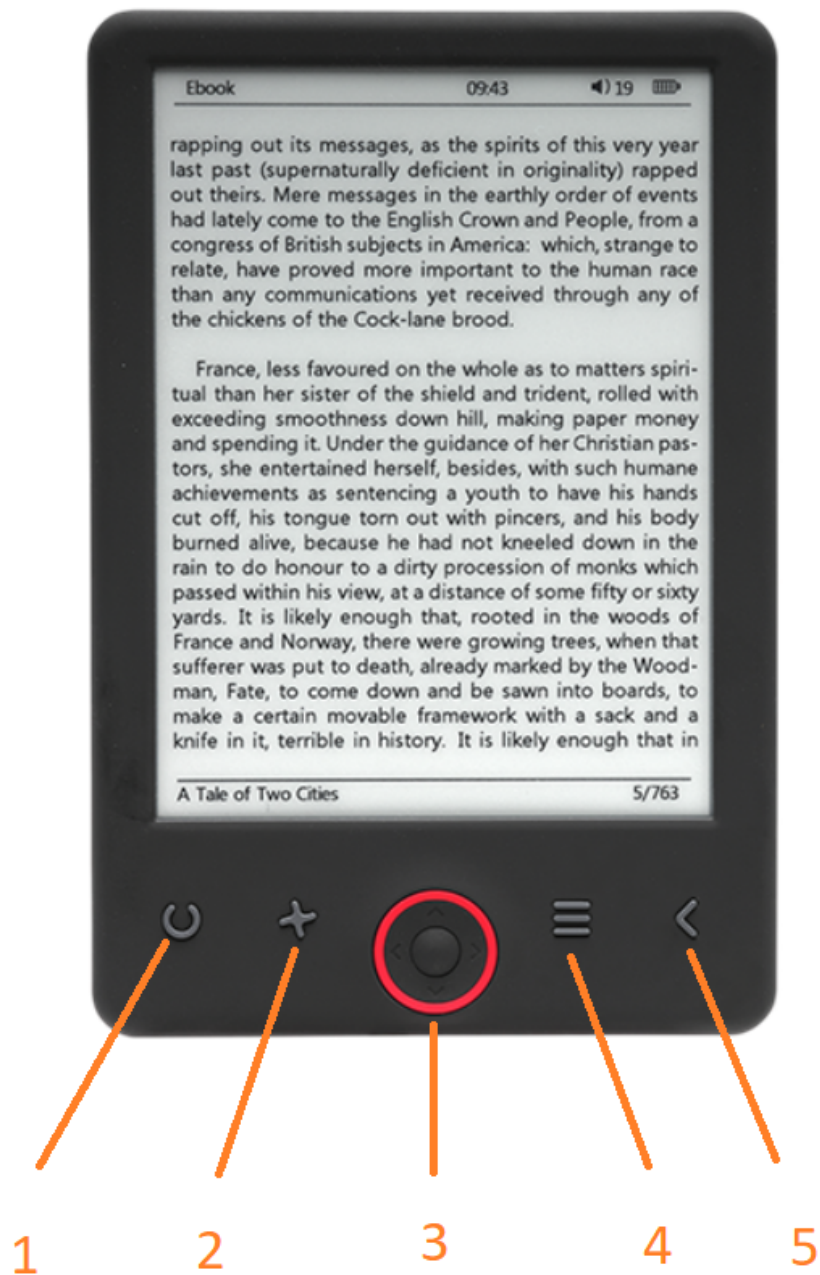 Ebook 09:43 19
rapping out its messages, as the spirits of this very year
last past (supernaturally deficient in originality) rapped
out theirs. Mere messages in the earthly order of events
had lately come to the English Crown and People, from a
congress of British subjects in America: which, strange to
relate, have proved more important to the human race
than any communications yet received through any of
the chickens of the Cock-lane brood.
France, less favoured on the whole as to matters spiri-
tual than her sister of the shield and trident, rolled with
exceeding smoothness down hill, making paper money
and spending it. Under the guidance of her Christian pas-
tors, she entertained herself, besides, with such humane
achievements as sentencing a youth to have his hands
cut off, his tongue torn out with pincers, and his body
burned alive, because he had not kneeled down in the
rain to do honour to a dirty procession of monks which
passed within his view, at a distance of some fifty or sixty
yards. It is likely enough that, rooted in the woods of
France and Norway, there were growing trees, when that
sufferer was put to death, already marked by the Wood-
man, Fate, to come down and be sawn into boards, to
make a certain movable framework with a sack and a
knife in it, terrible in history. It is likely enough that in
A Tale of Two Cities 5/763
1 2 3 4 5